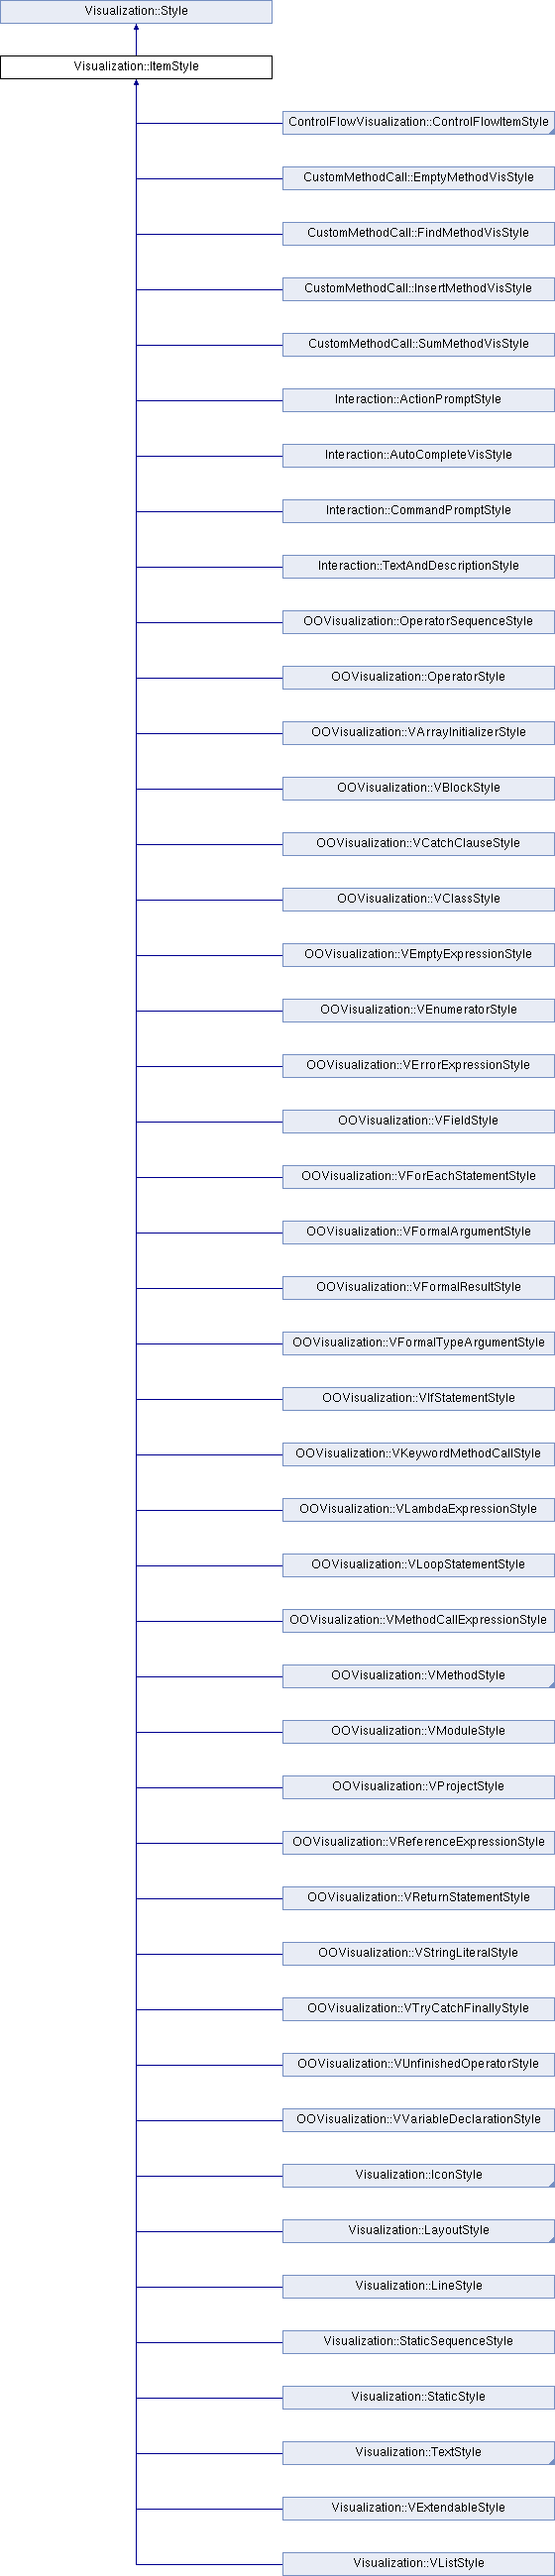 Visualization::Style
Visualization::ItemStyle
ControlFlowVisualization::ControlFlowItemStyle
CustomMethodCall::EmptyMethodVisStyle
CustomMethodCall::FindMethodVisStyle
CustomMethodCall::InsertMethodVisStyle
CustomMethodCall::SumMethodVisStyle
Interaction::ActionPromptStyle
Interaction::AutoCompleteVisStyle
Interaction::CommandPromptStyle
Interaction::TextAndDescriptionStyle
OOVisualization::OperatorSequenceStyle
OOVisualization::OperatorStyle
OOVisualization::VArrayInitializerStyle
OOVisualization::VBlockStyle
OOVisualization::VCatchClauseStyle
OOVisualization::VClassStyle
OOVisualization::VEmptyExpressionStyle
OOVisualization::VEnumeratorStyle
OOVisualization::VErrorExpressionStyle
OOVisualization::VFieldStyle
OOVisualization::VForEachStatementStyle
OOVisualization::VFormalArgumentStyle
OOVisualization::VFormalResultStyle
OOVisualization::VFormalTypeArgumentStyle
OOVisualization::VIfStatementStyle
OOVisualization::VKeywordMethodCallStyle
OOVisualization::VLambdaExpressionStyle
OOVisualization::VLoopStatementStyle
OOVisualization::VMethodCallExpressionStyle
OOVisualization::VMethodStyle
OOVisualization::VModuleStyle
OOVisualization::VProjectStyle
OOVisualization::VReferenceExpressionStyle
OOVisualization::VReturnStatementStyle
OOVisualization::VStringLiteralStyle
OOVisualization::VTryCatchFinallyStyle
OOVisualization::VUnfinishedOperatorStyle
OOVisualization::VVariableDeclarationStyle
Visualization::IconStyle
Visualization::LayoutStyle
Visualization::LineStyle
Visualization::StaticSequenceStyle
Visualization::StaticStyle
Visualization::TextStyle
Visualization::VExtendableStyle
Visualization::VListStyle